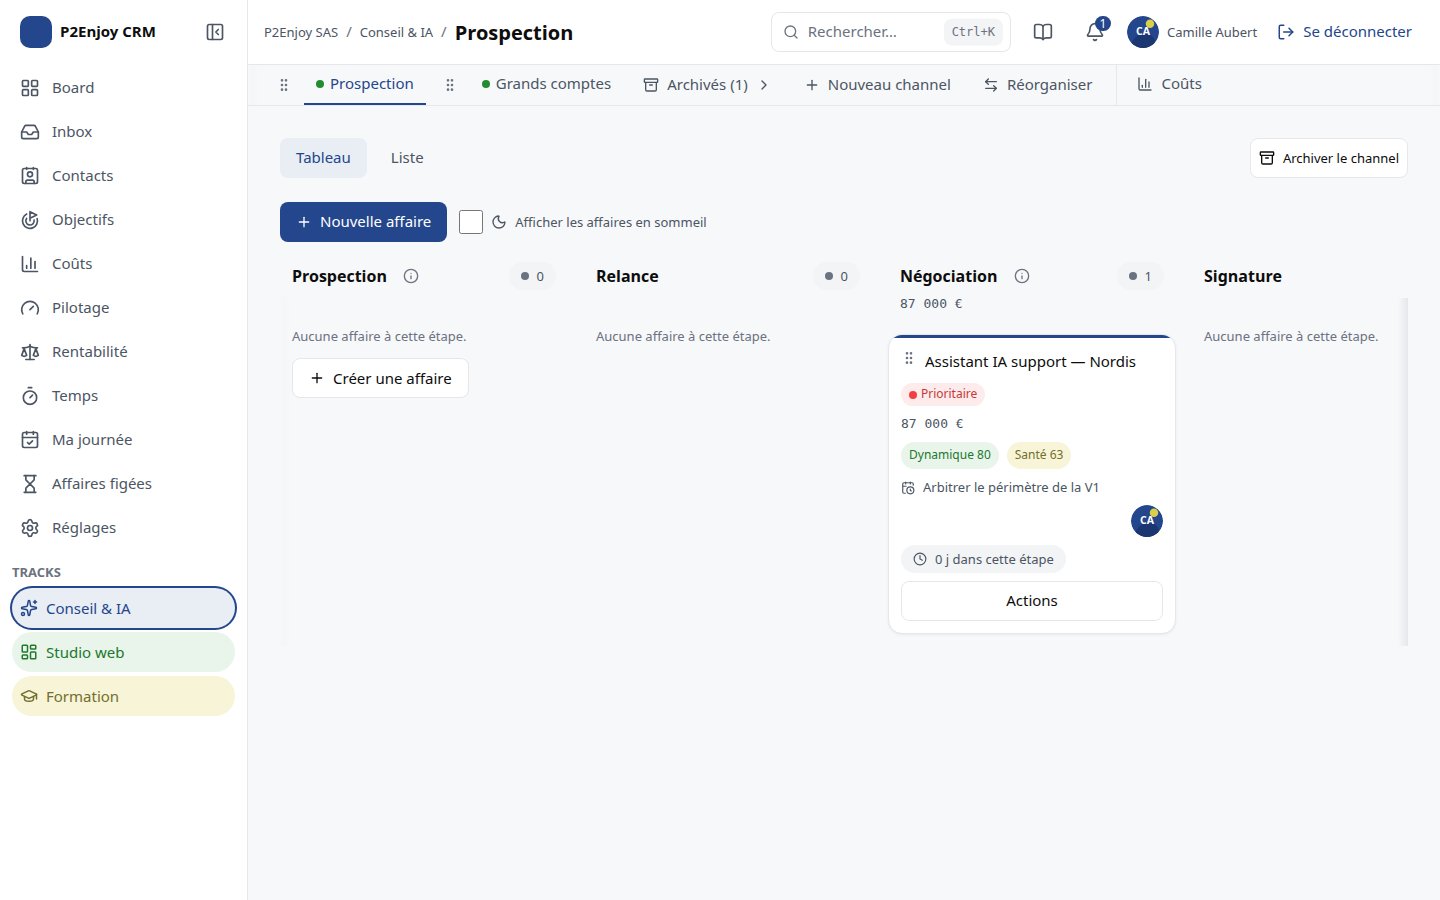 P2Enjoy CRM
P2Enjoy SAS / Conseil & IA / Prospection
Rechercher... Ctrl+K
1
CA Camille Aubert
Se déconnecter
Board
Inbox
Contacts
Objectifs
Coûts
Pilotage
Rentabilité
Temps
Ma journée
Affaires figées
Réglages
TRACKS
Conseil & IA
Studio web
Formation
Prospection
Grands comptes
Archivés (1)
Nouveau channel
Réorganiser
Coûts
Tableau
Liste
Archiver le channel
Nouvelle affaire
Afficher les affaires en sommeil
Prospection 0
Aucune affaire à cette étape.
Créer une affaire
Relance 0
Aucune affaire à cette étape.
Négociation 1
87 000 €
Assistant IA support — Nordis
Prioritaire
87 000 €
Dynamique 80 Santé 63
Arbitrer le périmètre de la V1
CA
0 j dans cette étape
Actions
Signature
Aucune affaire à cette étape.